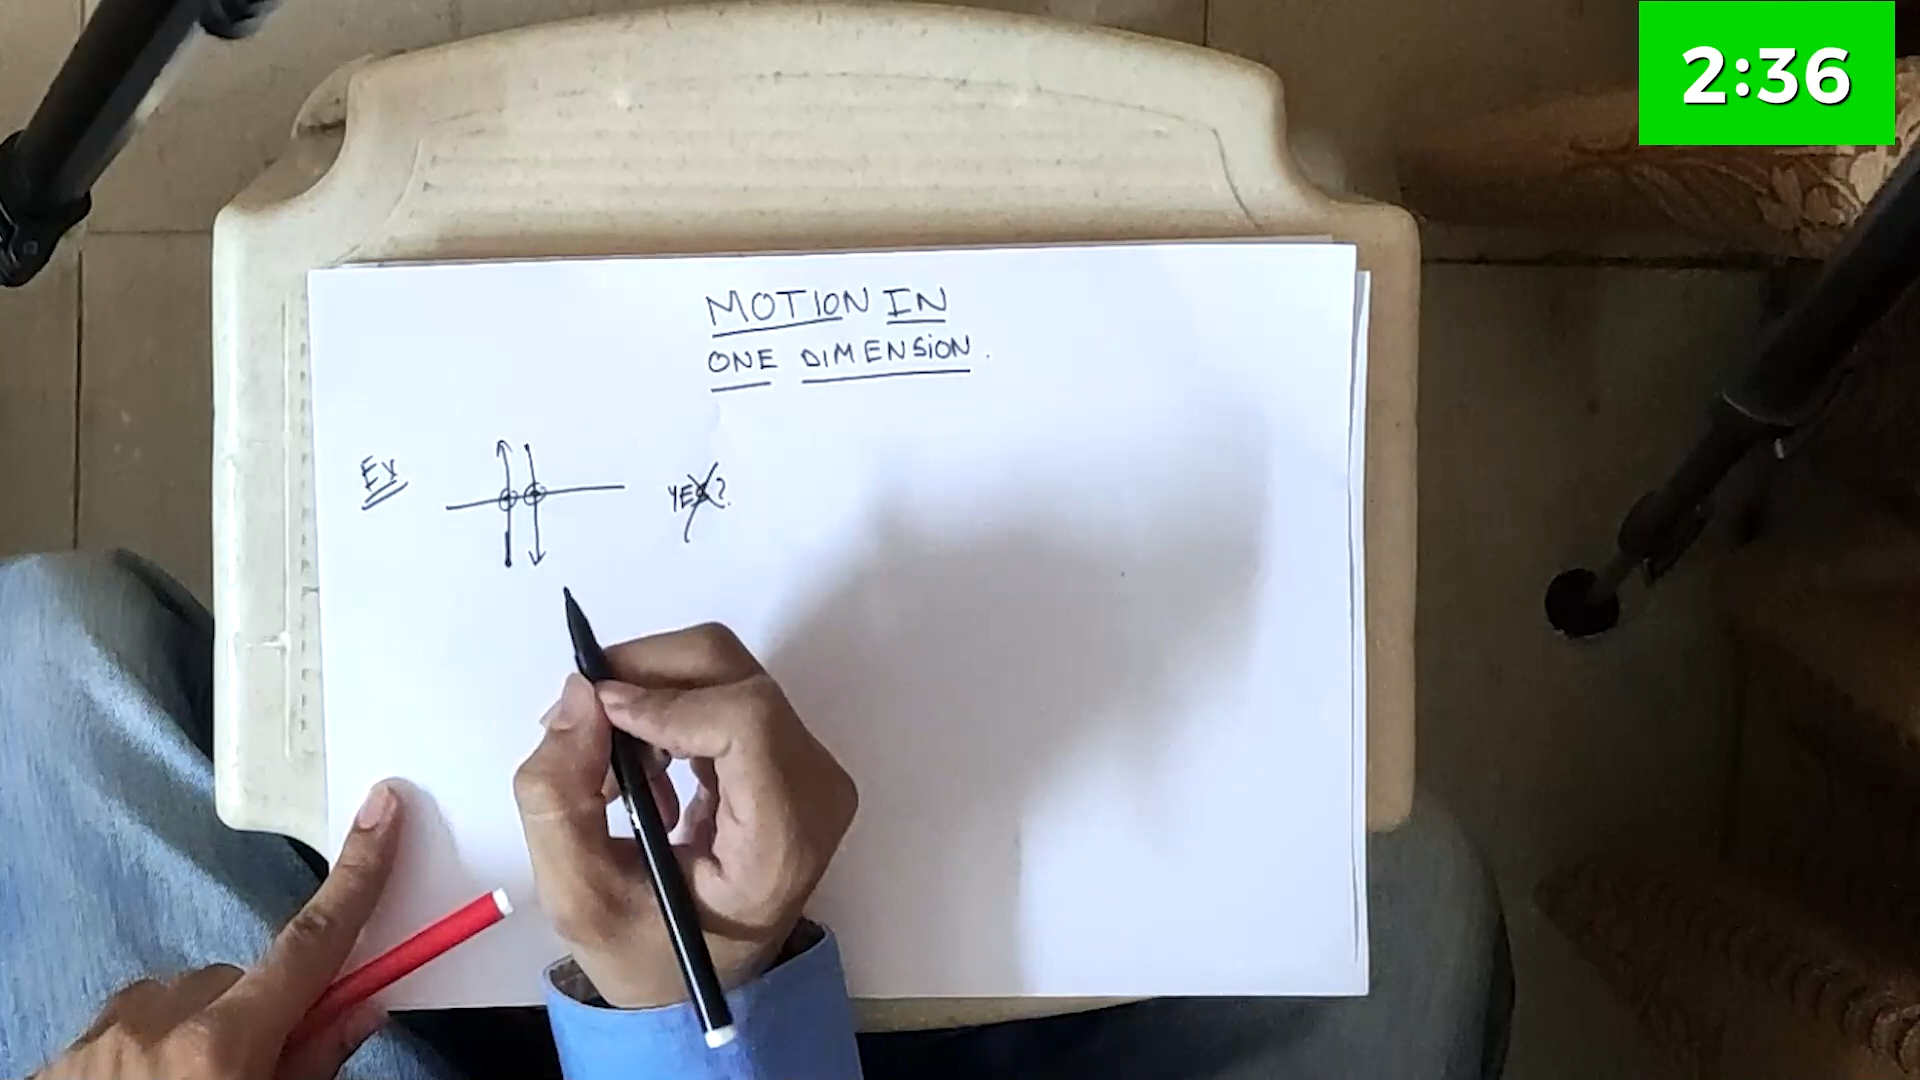 2:36
MOTION IN
ONE DIMENSION.
Ex
YES?